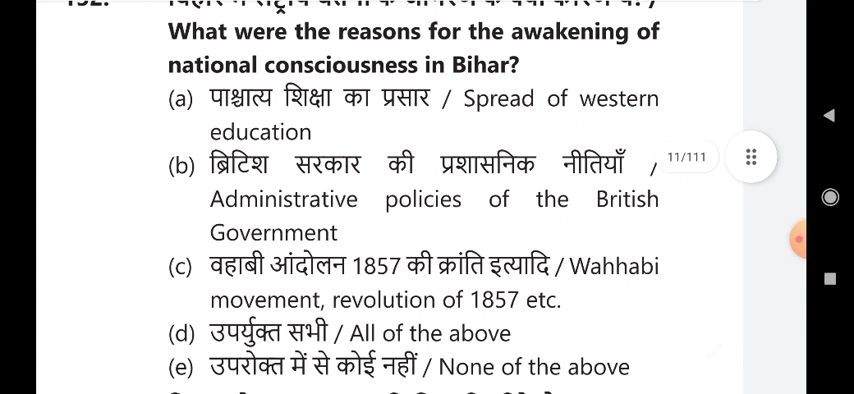 What were the reasons for the awakening of
national consciousness in Bihar?
(a) पाश्चात्य शिक्षा का प्रसार / Spread of western
education
(b) ब्रिटिश सरकार की प्रशासनिक नीतियाँ /
Administrative policies of the British
Government
(c) वहाबी आंदोलन 1857 की क्रांति इत्यादि / Wahhabi
movement, revolution of 1857 etc.
(d) उपर्युक्त सभी / All of the above
(e) उपरोक्त में से कोई नहीं / None of the above
11/111